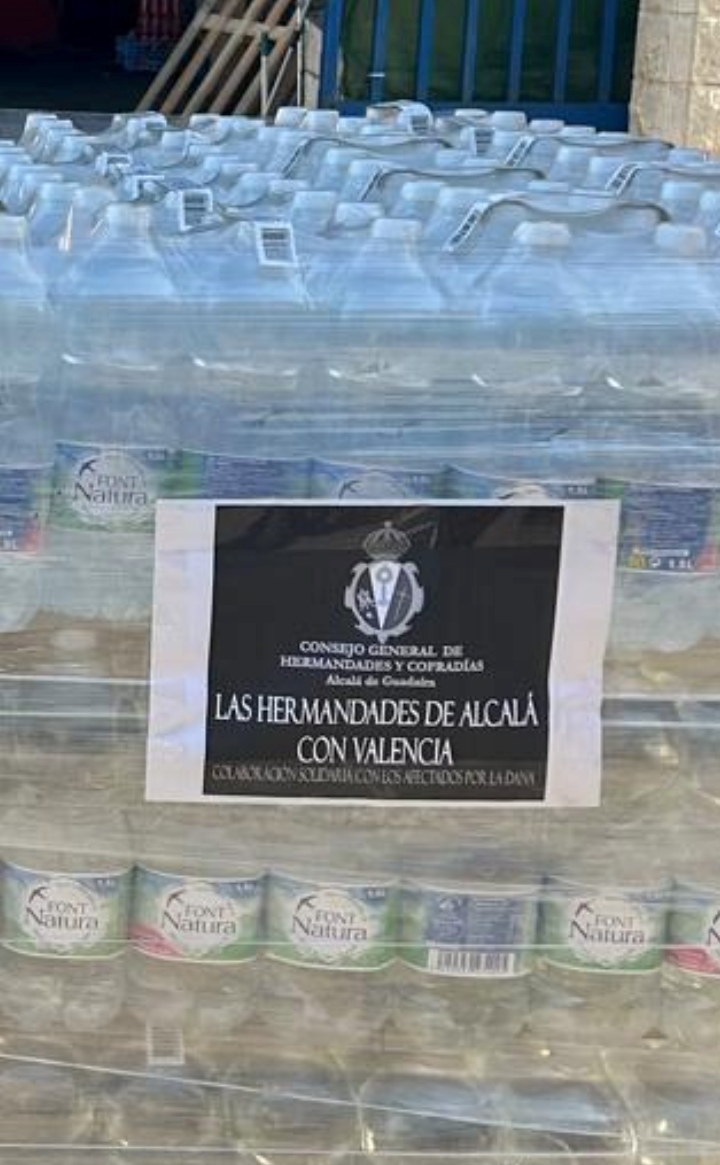 FONT
Natura
CONSEJO GENERAL DE
HERMANDADES Y COFRADÍAS
Alcalá de Guadaíra
LAS HERMANDADES DE ALCALÁ
CON VALENCIA
COLABORACIÓN SOLIDARIA CON LOS AFECTADOS POR LA DANA
FONT
Natura
FONT
Natura
FONT
Natura
FONT
Natura